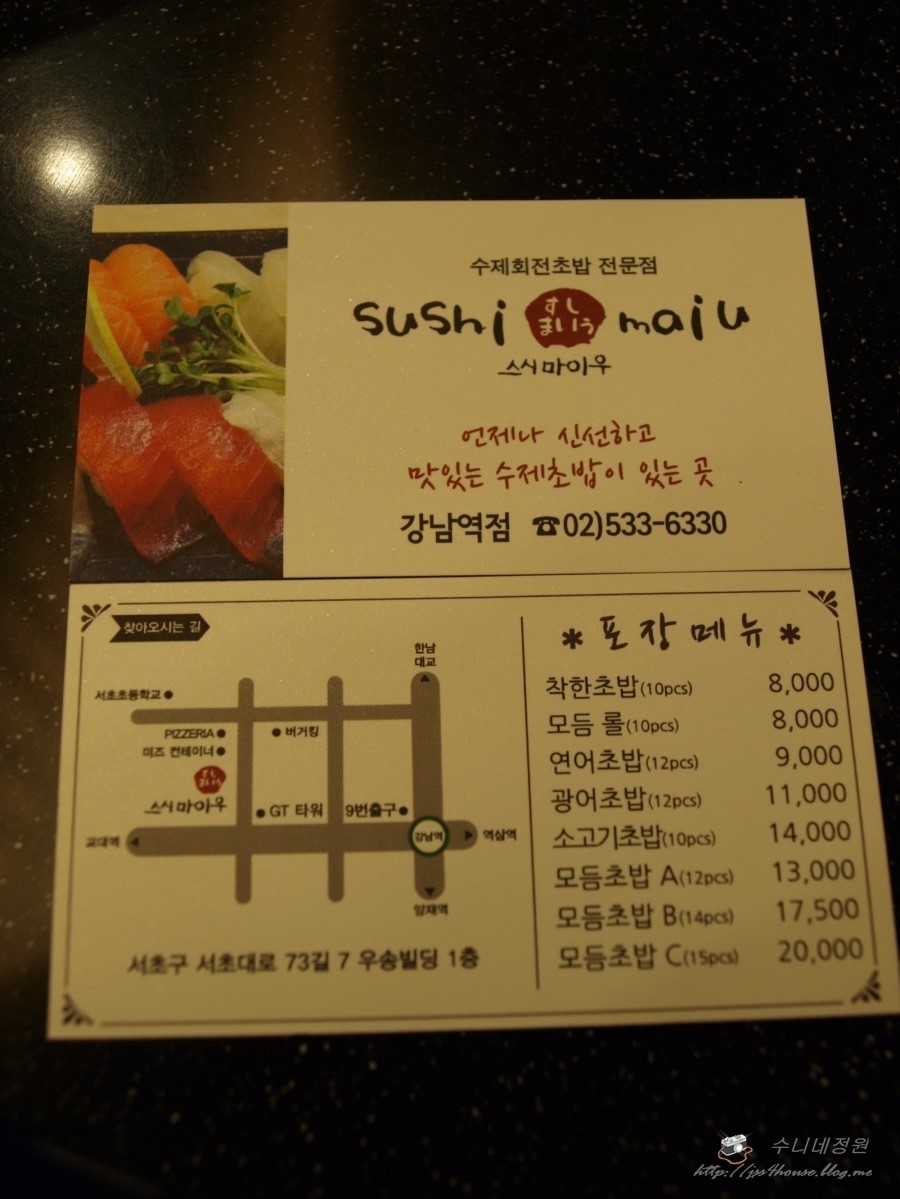 수제회전초밥 전문점
sushi すし まいう maiu
스시마이우
언제나 신선하고
맛있는 수제초밥이 있는 곳
강남역점 ☎02)533-6330
찾아오시는 길
한남
대교
서초초등학교
PIZZERIA
버거킹
미즈 컨테이너
すし
まいう
스시마이우
GT 타워
9번출구
교대역
강남역
역삼역
양재역
서초구 서초대로 73길 7 우송빌딩 1층
* 포장메뉴 *
착한초밥(10pcs) 8,000
모듬 롤(10pcs) 8,000
연어초밥(12pcs) 9,000
광어초밥(12pcs) 11,000
소고기초밥(10pcs) 14,000
모듬초밥 A(12pcs) 13,000
모듬초밥 B(14pcs) 17,500
모듬초밥 C(15pcs) 20,000
수니네정원
http://jps4house.blog.me